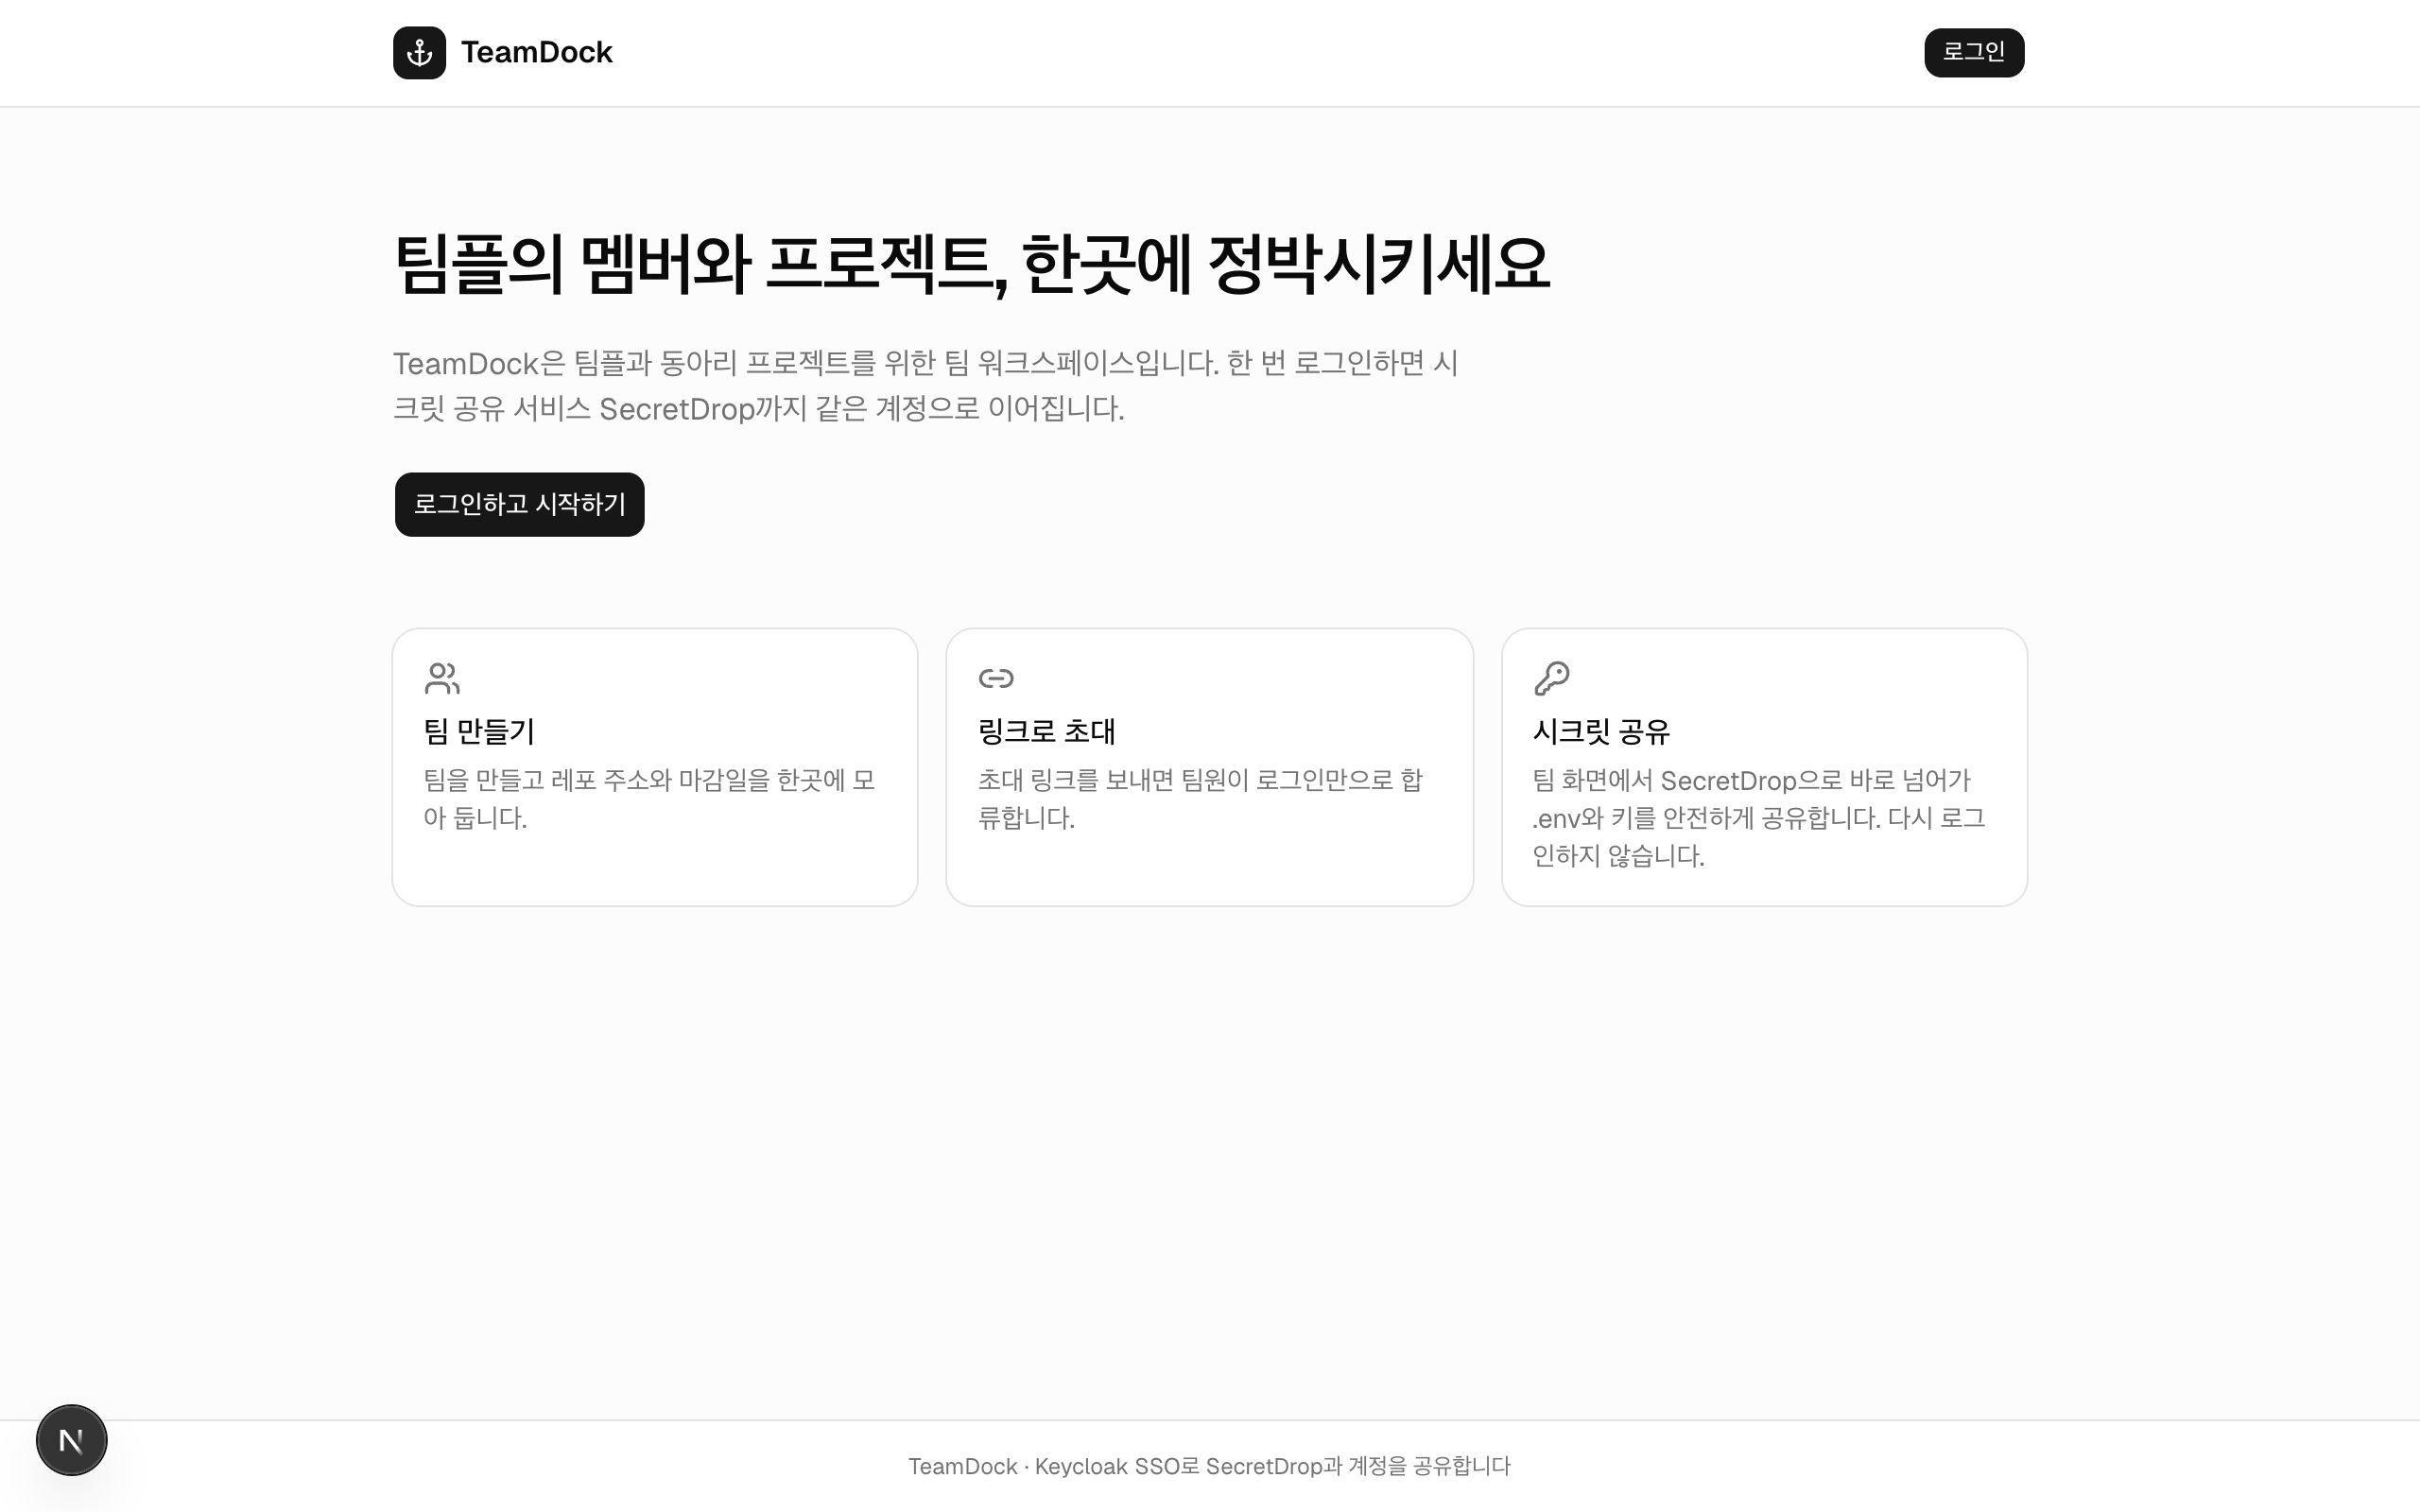 TeamDock
로그인
팀플의 멤버와 프로젝트, 한곳에 정박시키세요
TeamDock은 팀플과 동아리 프로젝트를 위한 팀 워크스페이스입니다. 한 번 로그인하면 시
크릿 공유 서비스 SecretDrop까지 같은 계정으로 이어집니다.
로그인하고 시작하기
팀 만들기
팀을 만들고 레포 주소와 마감일을 한곳에 모
아 둡니다.
링크로 초대
초대 링크를 보내면 팀원이 로그인만으로 합
류합니다.
시크릿 공유
팀 화면에서 SecretDrop으로 바로 넘어가
.env와 키를 안전하게 공유합니다. 다시 로그
인하지 않습니다.
N
TeamDock · Keycloak SSO로 SecretDrop과 계정을 공유합니다